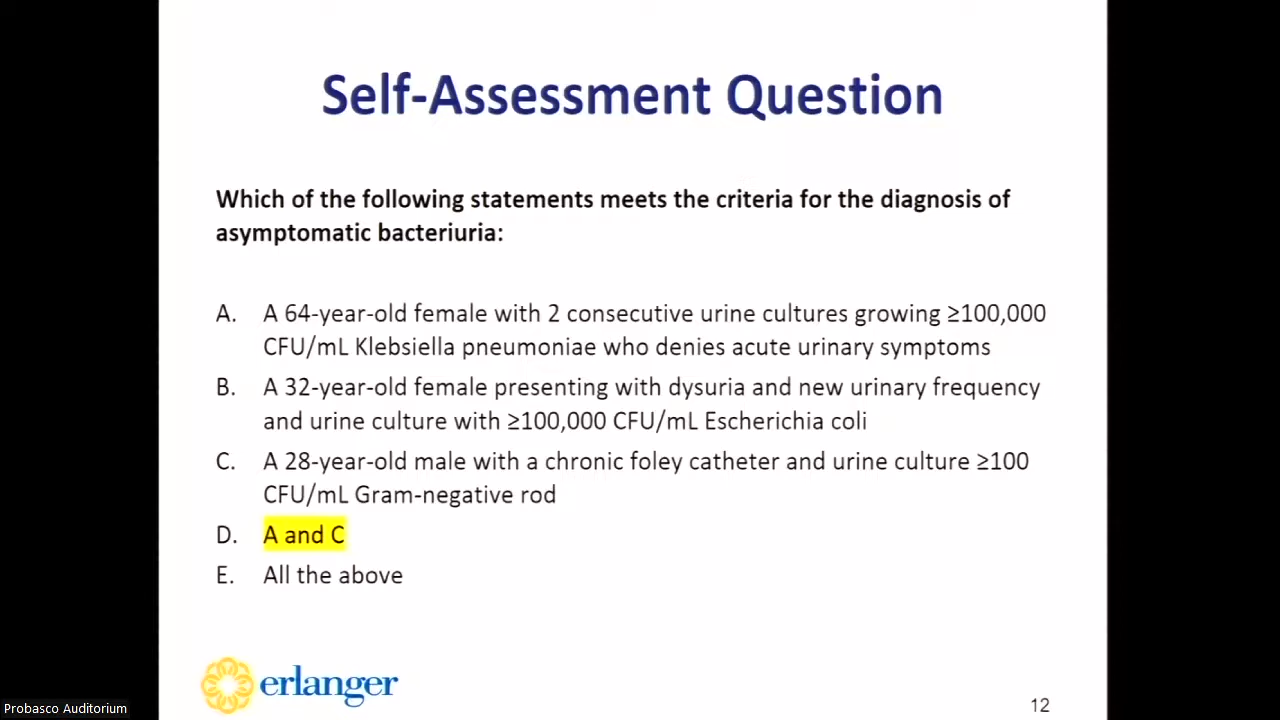 Self-Assessment Question
Which of the following statements meets the criteria for the diagnosis of
asymptomatic bacteriuria:
A. A 64-year-old female with 2 consecutive urine cultures growing ≥100,000
CFU/mL Klebsiella pneumoniae who denies acute urinary symptoms
B. A 32-year-old female presenting with dysuria and new urinary frequency
and urine culture with ≥100,000 CFU/mL Escherichia coli
C. A 28-year-old male with a chronic foley catheter and urine culture ≥100
CFU/mL Gram-negative rod
D. A and C
E. All the above
erlanger
12
Probasco Auditorium